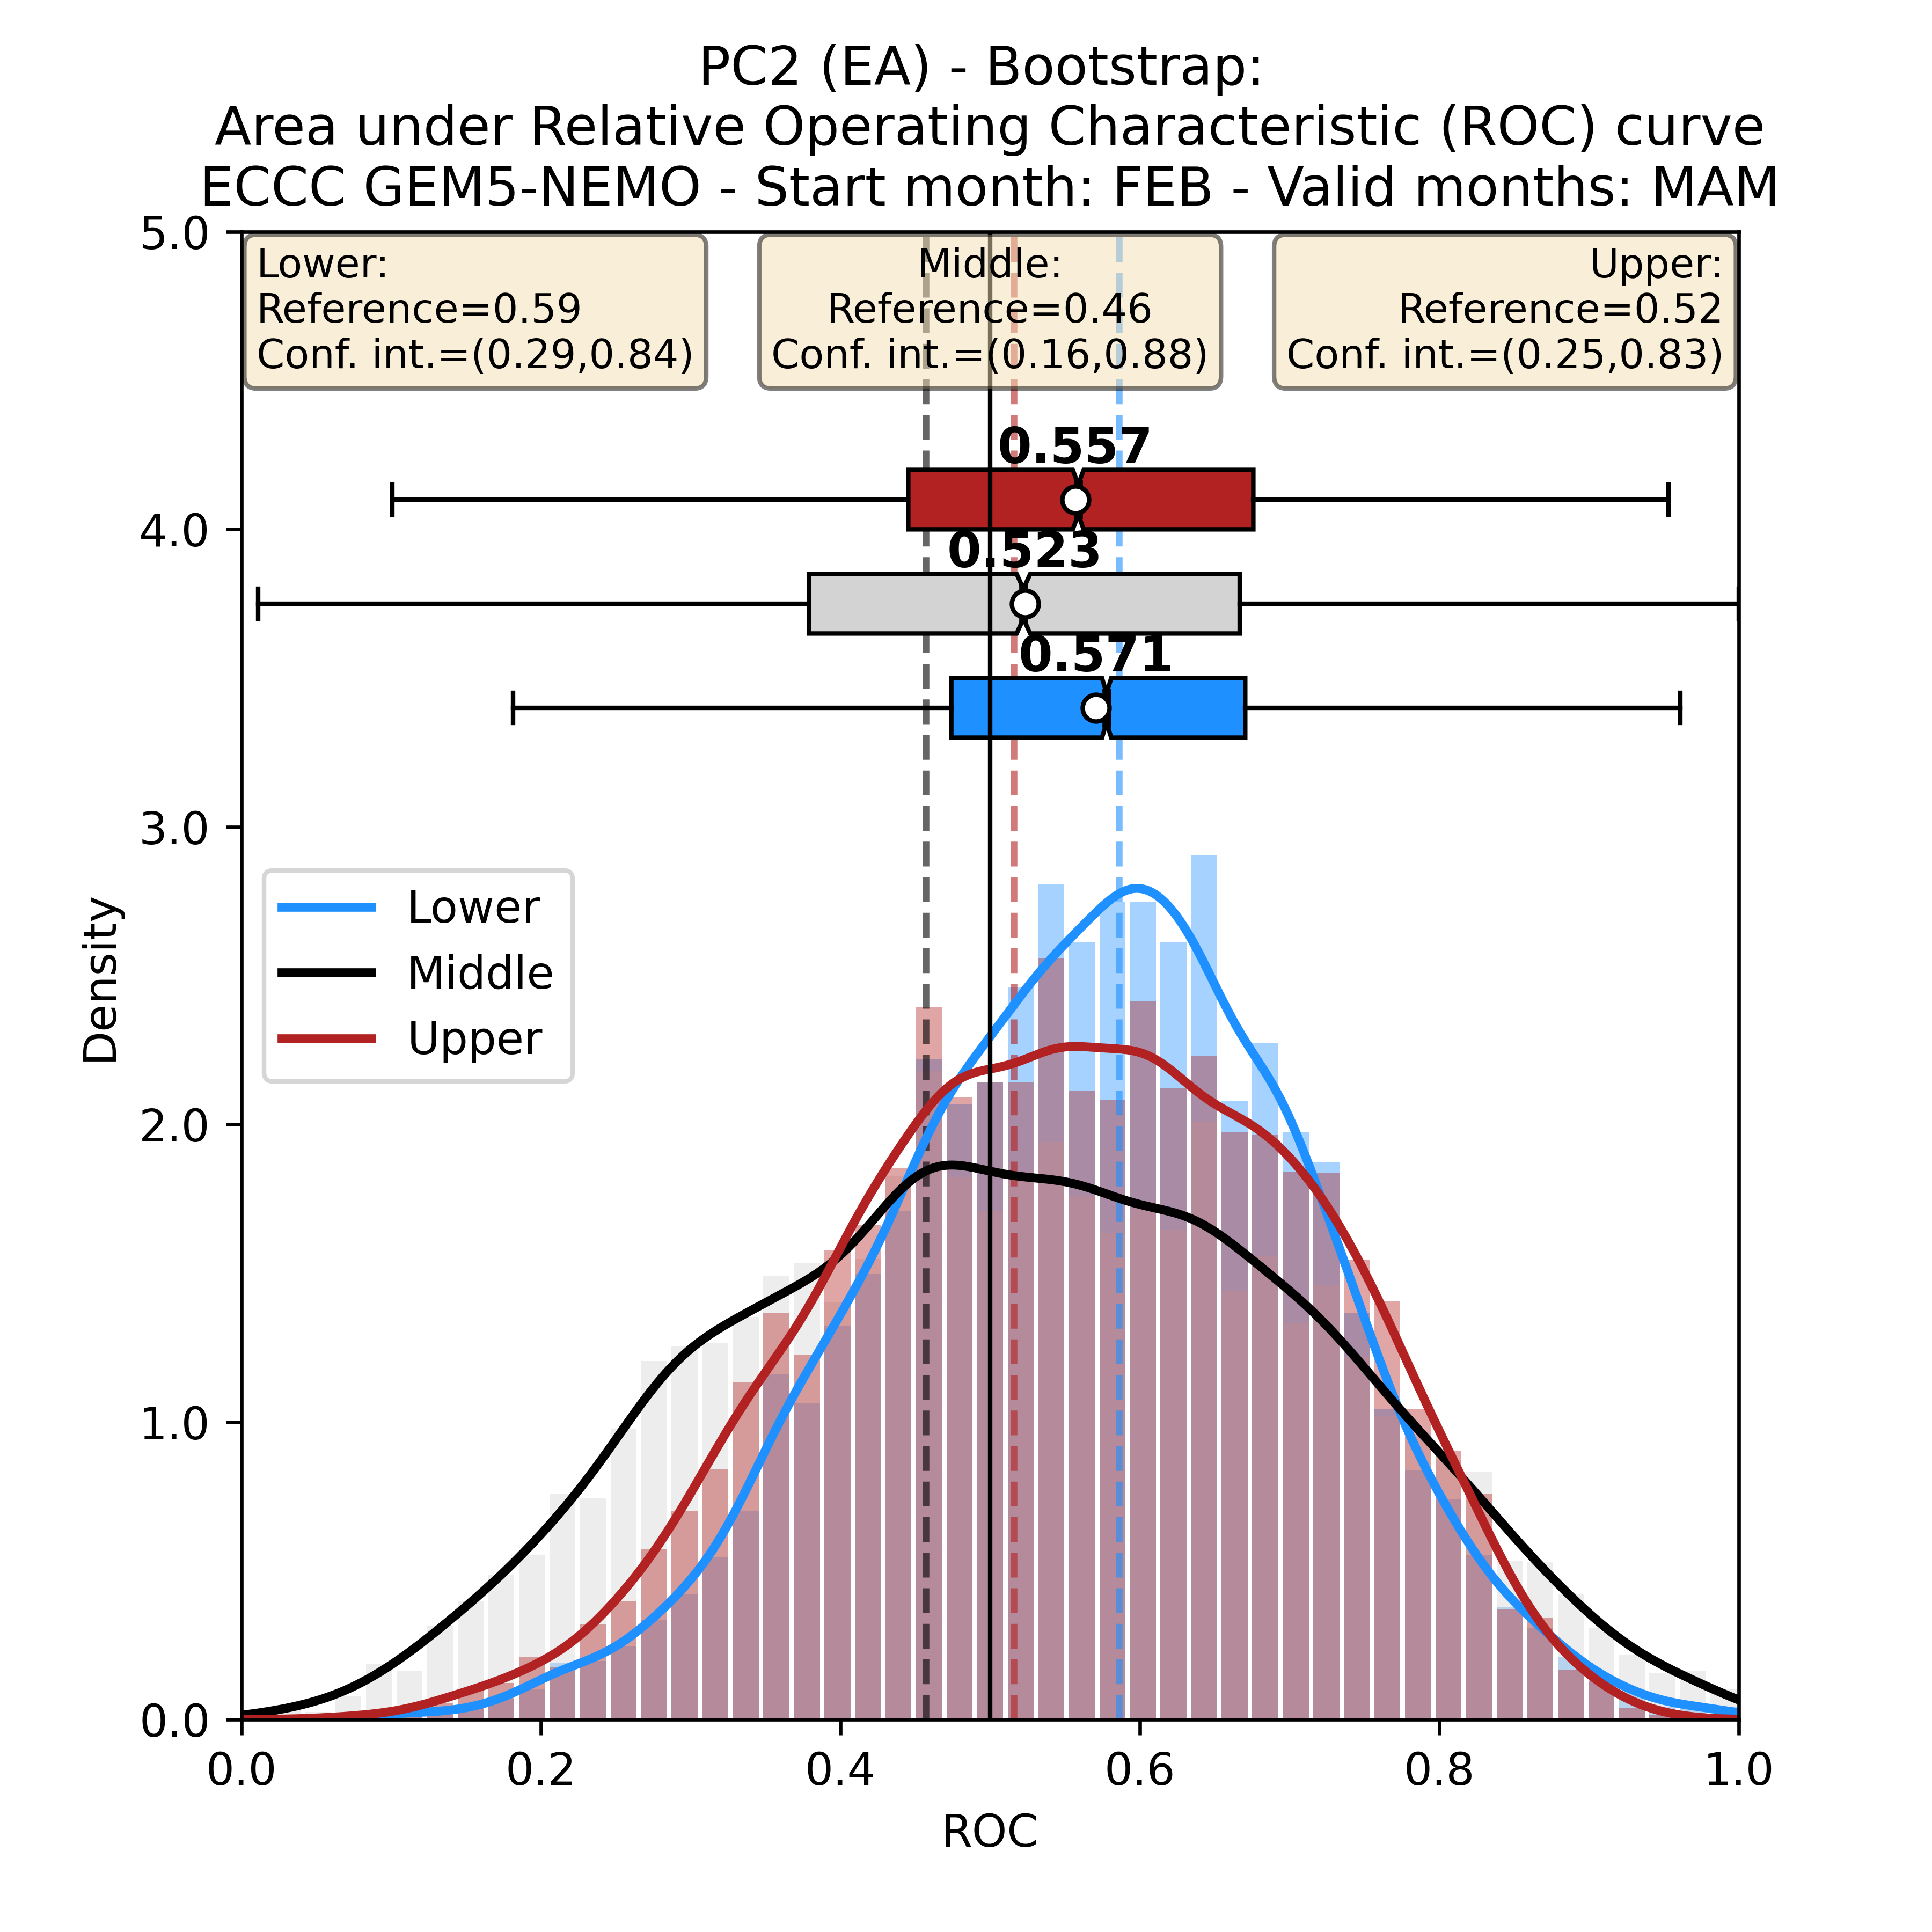 PC2 (EA) - Bootstrap:
Area under Relative Operating Characteristic (ROC) curve
ECCC GEM5-NEMO - Start month: FEB - Valid months: MAM
Lower:
Reference=0.59
Conf. int.=(0.29,0.84)
Middle:
Reference=0.46
Conf. int.=(0.16,0.88)
Upper:
Reference=0.52
Conf. int.=(0.25,0.83)
0.557
0.523
0.571
5.0
4.0
3.0
2.0
1.0
0.0
Density
Lower
Middle
Upper
0.0 0.2 0.4 0.6 0.8 1.0
ROC